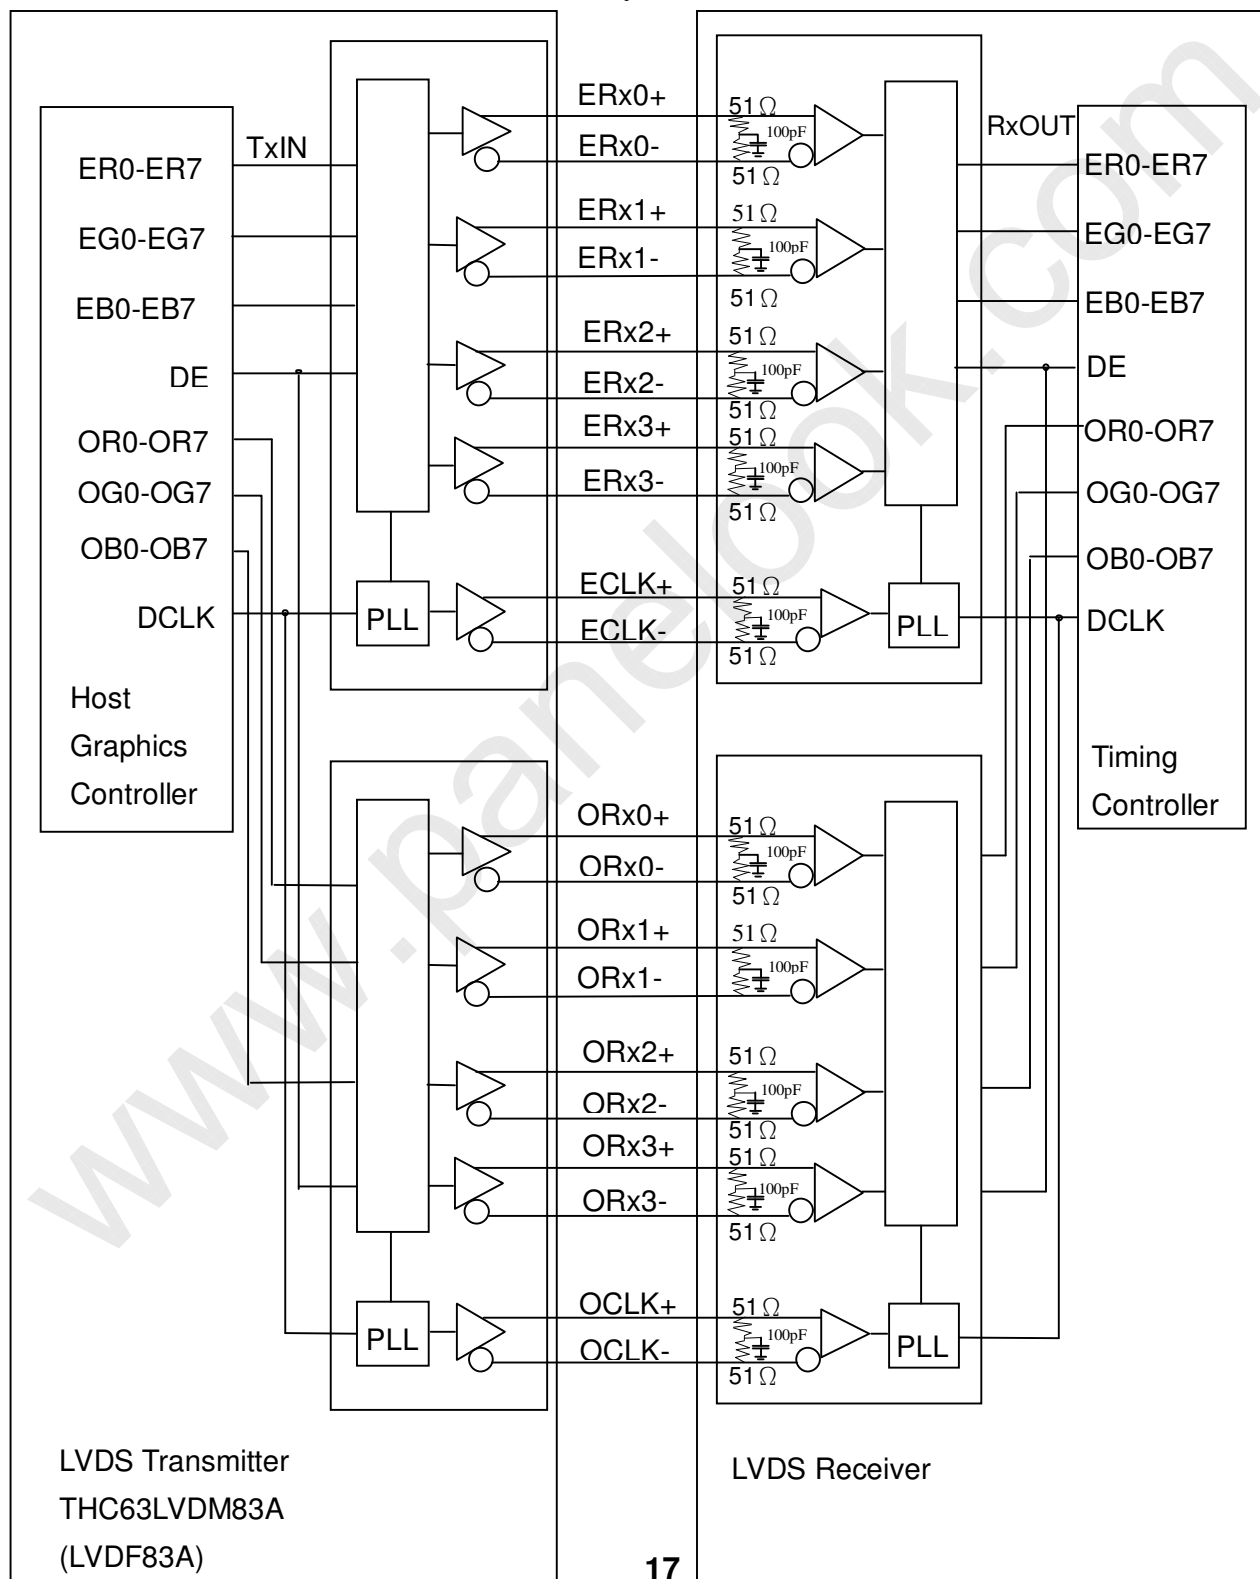 TxIN
ER0-ER7
EG0-EG7
EB0-EB7
DE
OR0-OR7
OG0-OG7
OB0-OB7
DCLK
Host
Graphics
Controller
PLL
ERx0+
ERx0-
ERx1+
ERx1-
ERx2+
ERx2-
ERx3+
ERx3-
ECLK+
ECLK-
51Ω
100pF
51Ω
51Ω
100pF
51Ω
51Ω
100pF
51Ω
51Ω
100pF
51Ω
51Ω
100pF
51Ω
PLL
RxOUT
ER0-ER7
EG0-EG7
EB0-EB7
DE
OR0-OR7
OG0-OG7
OB0-OB7
DCLK
Timing
Controller
PLL
ORx0+
ORx0-
ORx1+
ORx1-
ORx2+
ORx2-
ORx3+
ORx3-
OCLK+
OCLK-
51Ω
100pF
51Ω
51Ω
100pF
51Ω
100pF
51Ω
51Ω
100pF
51Ω
51Ω
100pF
51Ω
PLL
LVDS Transmitter
THC63LVDM83A
(LVDF83A)
LVDS Receiver
17
www.panelook.com